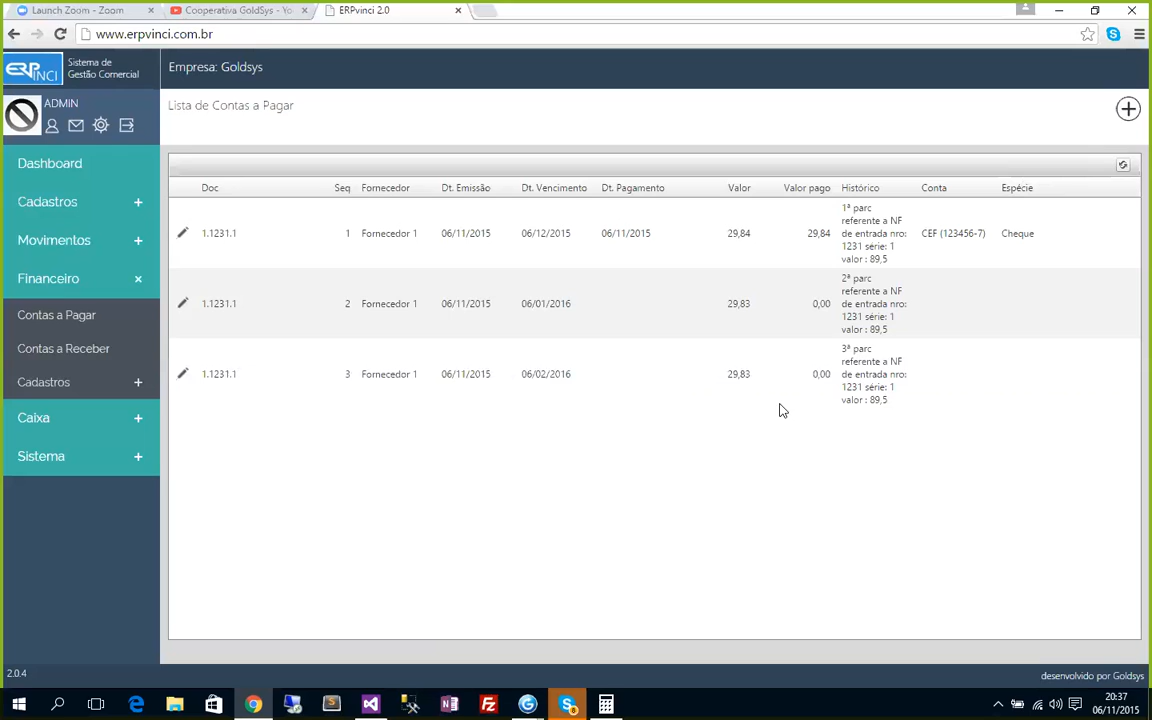 Launch Zoom - Zoom
Cooperativa GoldSys - Yo
ERPvinci 2.0
www.erpvinci.com.br
ERPINCI
Sistema de
Gestão Comercial
Empresa: Goldsys
ADMIN
Lista de Contas a Pagar
Dashboard
Cadastros +
Movimentos +
Financeiro ×
Contas a Pagar
Contas a Receber
Cadastros +
Caixa +
Sistema +
Doc Seq Fornecedor Dt. Emissão Dt. Vencimento Dt. Pagamento Valor Valor pago Histórico Conta Espécie
1.1231.1 1 Fornecedor 1 06/11/2015 06/12/2015 06/11/2015 29,84 29,84
1ª parc
referente a NF
de entrada nro:
1231 série: 1
valor : 89,5
CEF (123456-7) Cheque
1.1231.1 2 Fornecedor 1 06/11/2015 06/01/2016 29,83 0,00
2ª parc
referente a NF
de entrada nro:
1231 série: 1
valor : 89,5
1.1231.1 3 Fornecedor 1 06/11/2015 06/02/2016 29,83 0,00
3ª parc
referente a NF
de entrada nro:
1231 série: 1
valor : 89,5
2.0.4
desenvolvido por Goldsys
20:37
06/11/2015